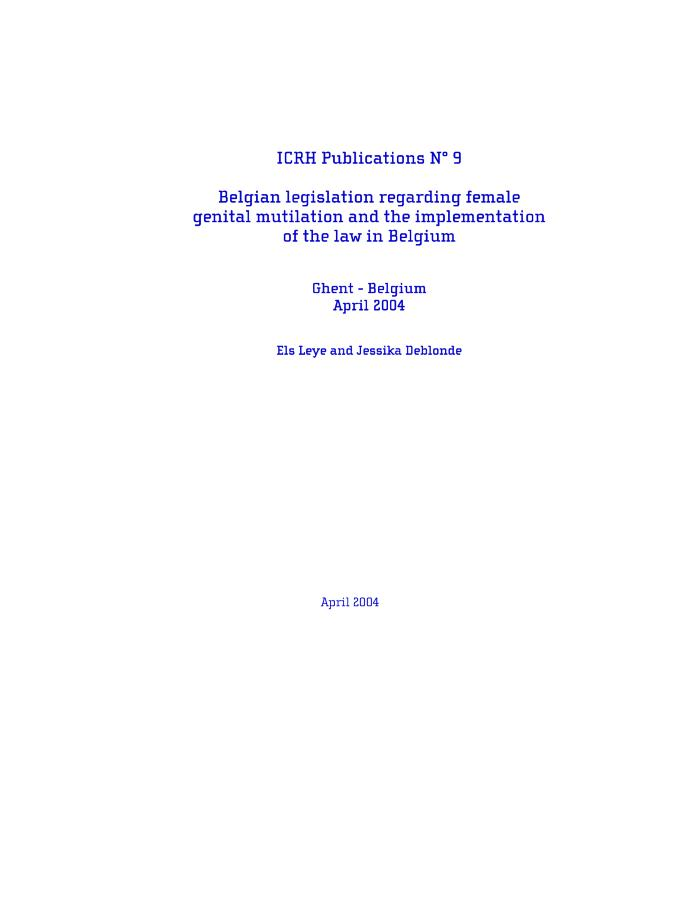 ICRH Publications N° 9
Belgian legislation regarding female
genital mutilation and the implementation
of the law in Belgium
Ghent - Belgium
April 2004
Els Leye and Jessika Deblonde
April 2004